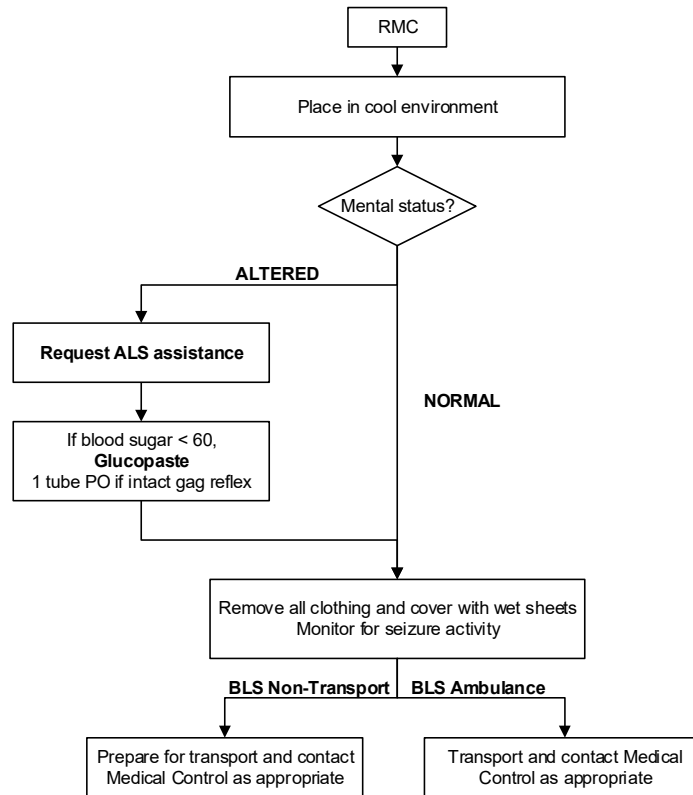 RMC
Place in cool environment
Mental status?
ALTERED
Request ALS assistance
NORMAL
If blood sugar < 60,
Glucopaste
1 tube PO if intact gag reflex
Remove all clothing and cover with wet sheets
Monitor for seizure activity
BLS Non-Transport
BLS Ambulance
Prepare for transport and contact
Medical Control as appropriate
Transport and contact Medical
Control as appropriate